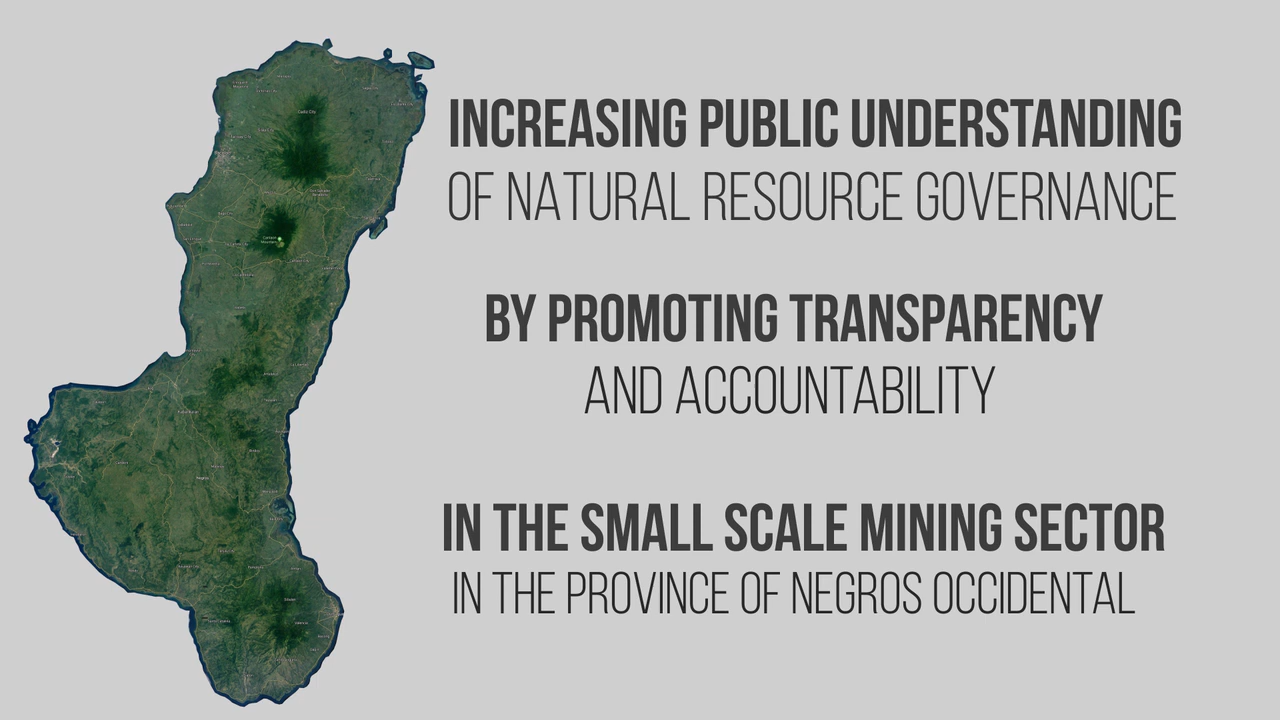 INCREASING PUBLIC UNDERSTANDING
OF NATURAL RESOURCE GOVERNANCE
BY PROMOTING TRANSPARENCY
AND ACCOUNTABILITY
IN THE SMALL SCALE MINING SECTOR
IN THE PROVINCE OF NEGROS OCCIDENTAL